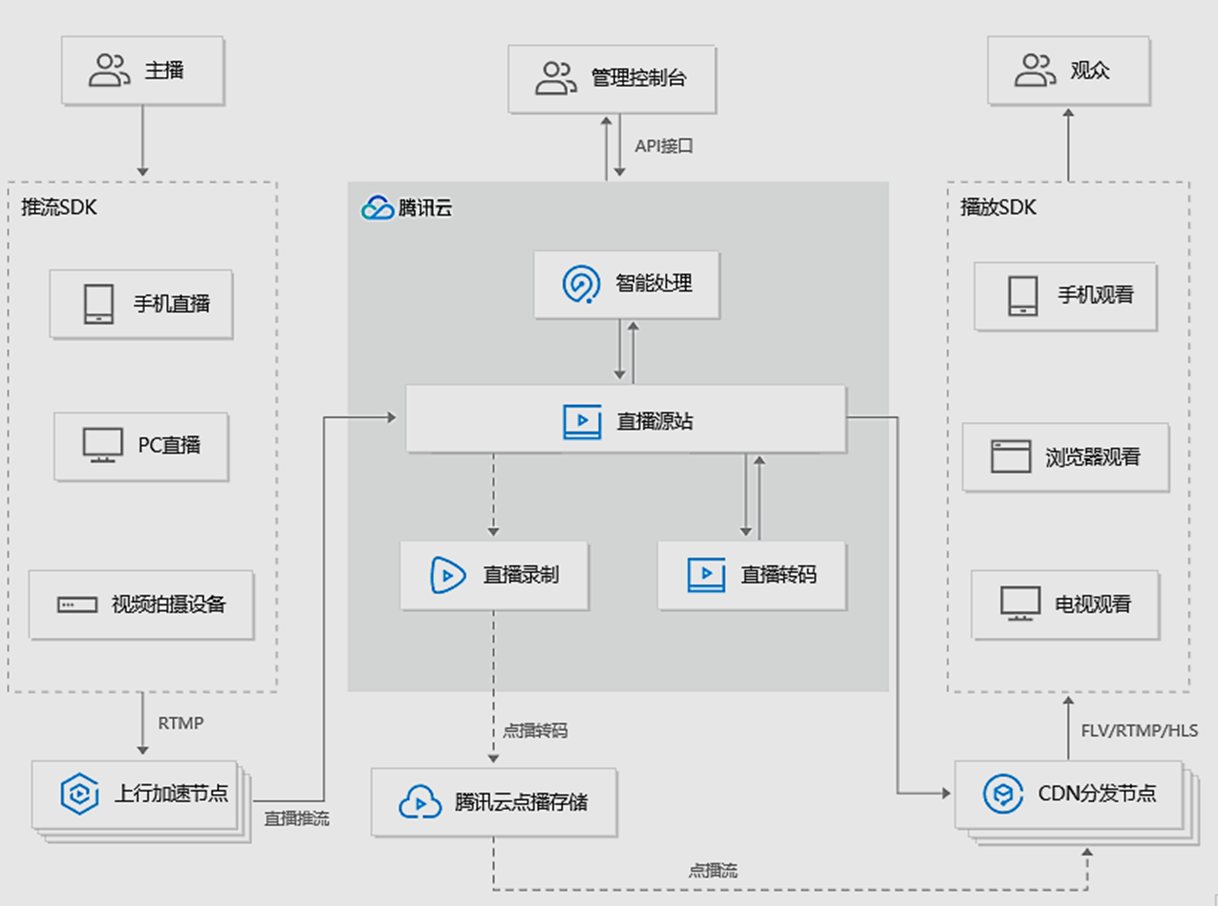 主播
管理控制台
观众
API接口
推流SDK
腾讯云
播放SDK
智能处理
手机直播
手机观看
直播源站
PC直播
浏览器观看
直播录制
直播转码
视频拍摄设备
电视观看
RTMP
点播转码
FLV/RTMP/HLS
上行加速节点
腾讯云点播存储
CDN分发节点
直播推流
点播流